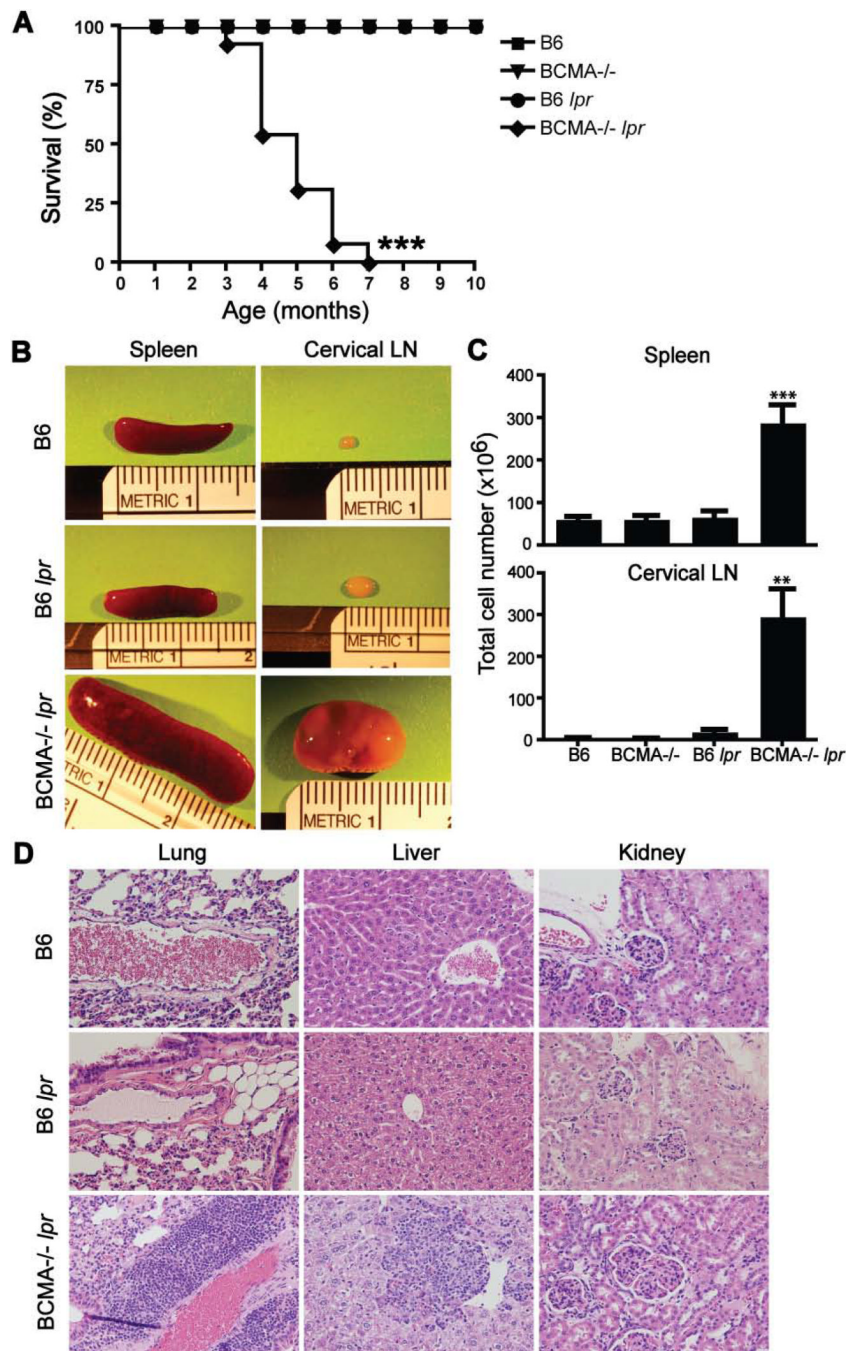 A
Survival (%)
100
75
50
25
0
0 1 2 3 4 5 6 7 8 9 10
Age (months)
***
B6
BCMA-/-
B6 lpr
BCMA-/- lpr
B
Spleen
Cervical LN
B6
METRIC 1
2
METRIC 1
B6 lpr
METRIC 1
2
METRIC 1
BCMA-/- lpr
TRIC 1
2
METRIC 1
C
Spleen
Total cell number (x10⁶)
400
300
200
100
0
***
Cervical LN
400
300
200
100
0
**
B6
BCMA-/-
B6 lpr
BCMA-/- lpr
D
Lung
Liver
Kidney
B6
B6 lpr
BCMA-/- lpr